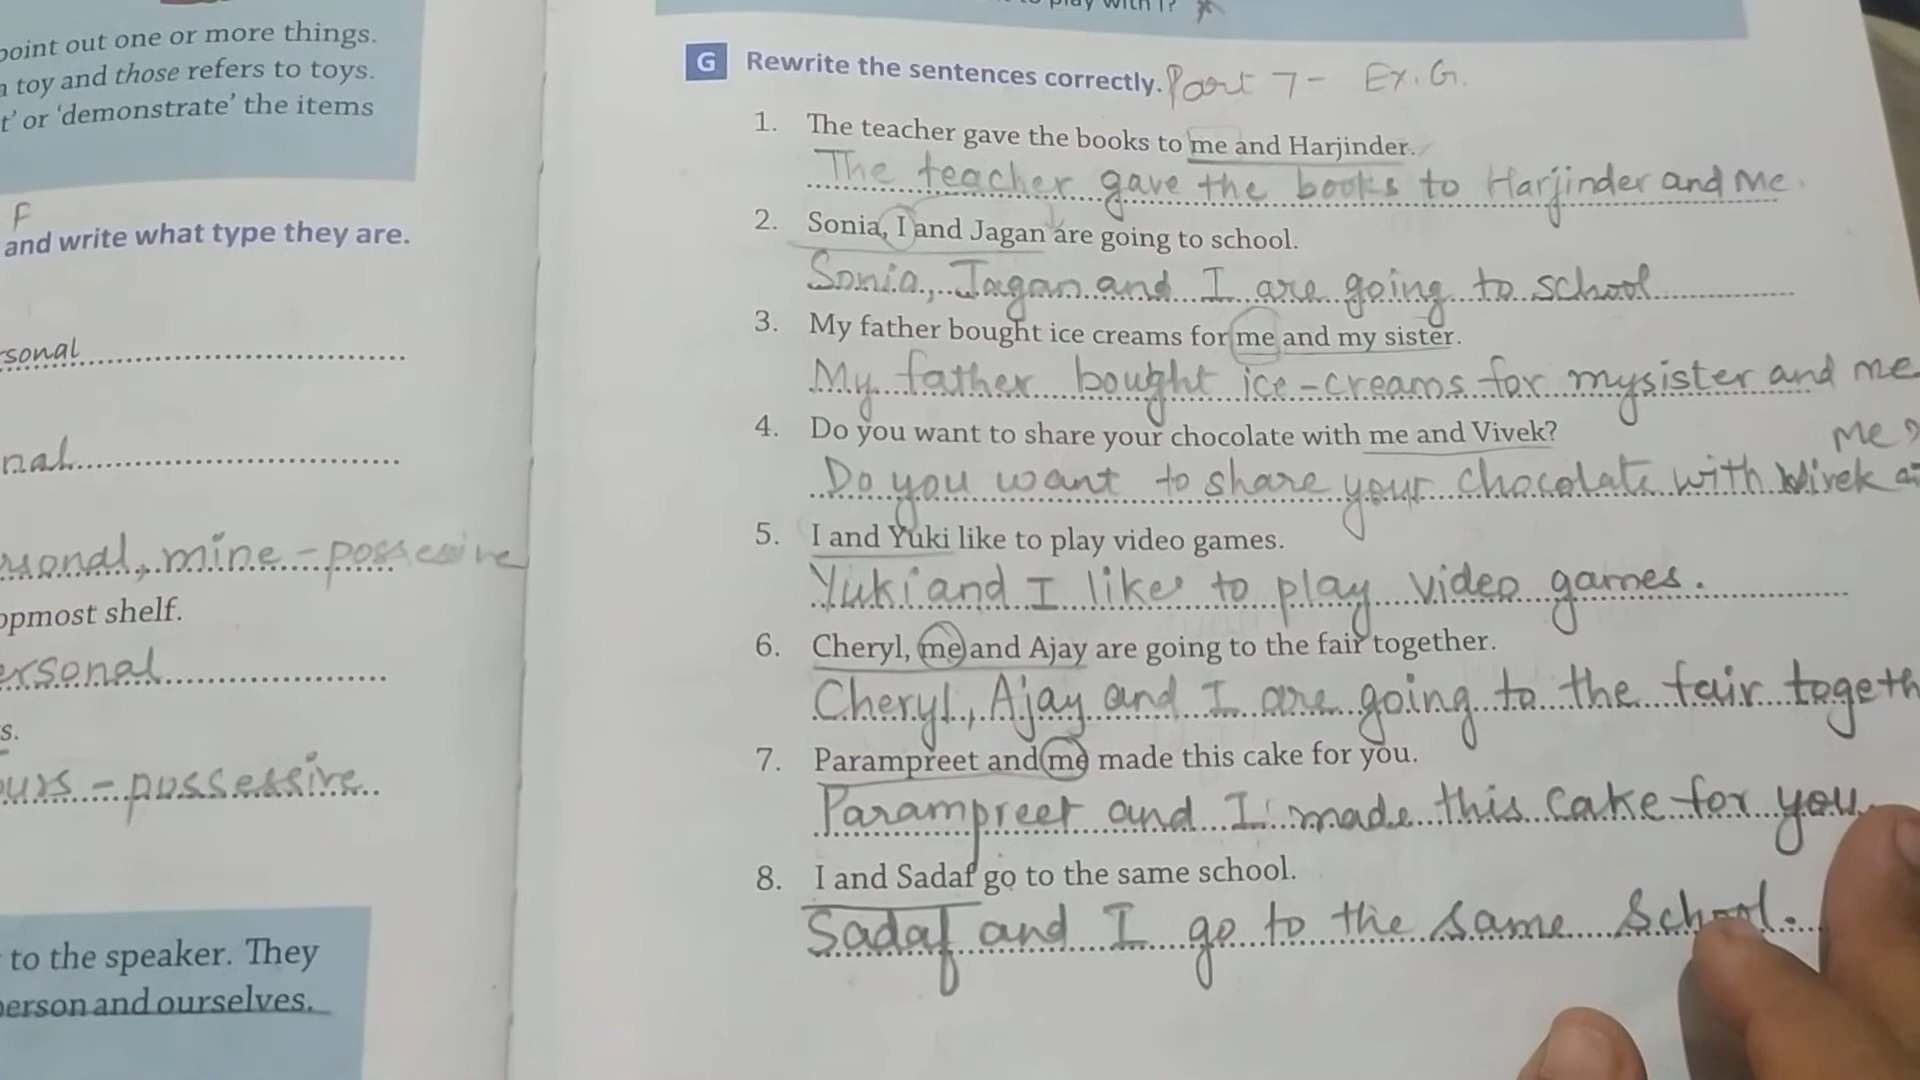 point out one or more things.
a toy and those refers to toys.
t' or 'demonstrate' the items
F
and write what type they are.
sonal
nal
rsonal, mine - possessive
opmost shelf.
ersonal
s.
ours - possessive.
to the speaker. They
person and ourselves.
to play with 1?
G Rewrite the sentences correctly. Part 7 - Ex. G.
1. The teacher gave the books to me and Harjinder.
The teacher gave the books to Harjinder and Me.
2. Sonia, I and Jagan are going to school.
Sonia, Jagan and I are going to school
3. My father bought ice creams for me and my sister.
My father bought ice-creams for my sister and me
4. Do you want to share your chocolate with me and Vivek?
me?
Do you want to share your chocolate with Vivek a
5. I and Yuki like to play video games.
Yuki and I like to play video games.
6. Cheryl, me and Ajay are going to the fair together.
Cheryl, Ajay and I are going to the fair togeth
7. Parampreet and me made this cake for you.
Parampreet and I made this cake for you.
8. I and Sadaf go to the same school.
Sadaf and I go to the same School.